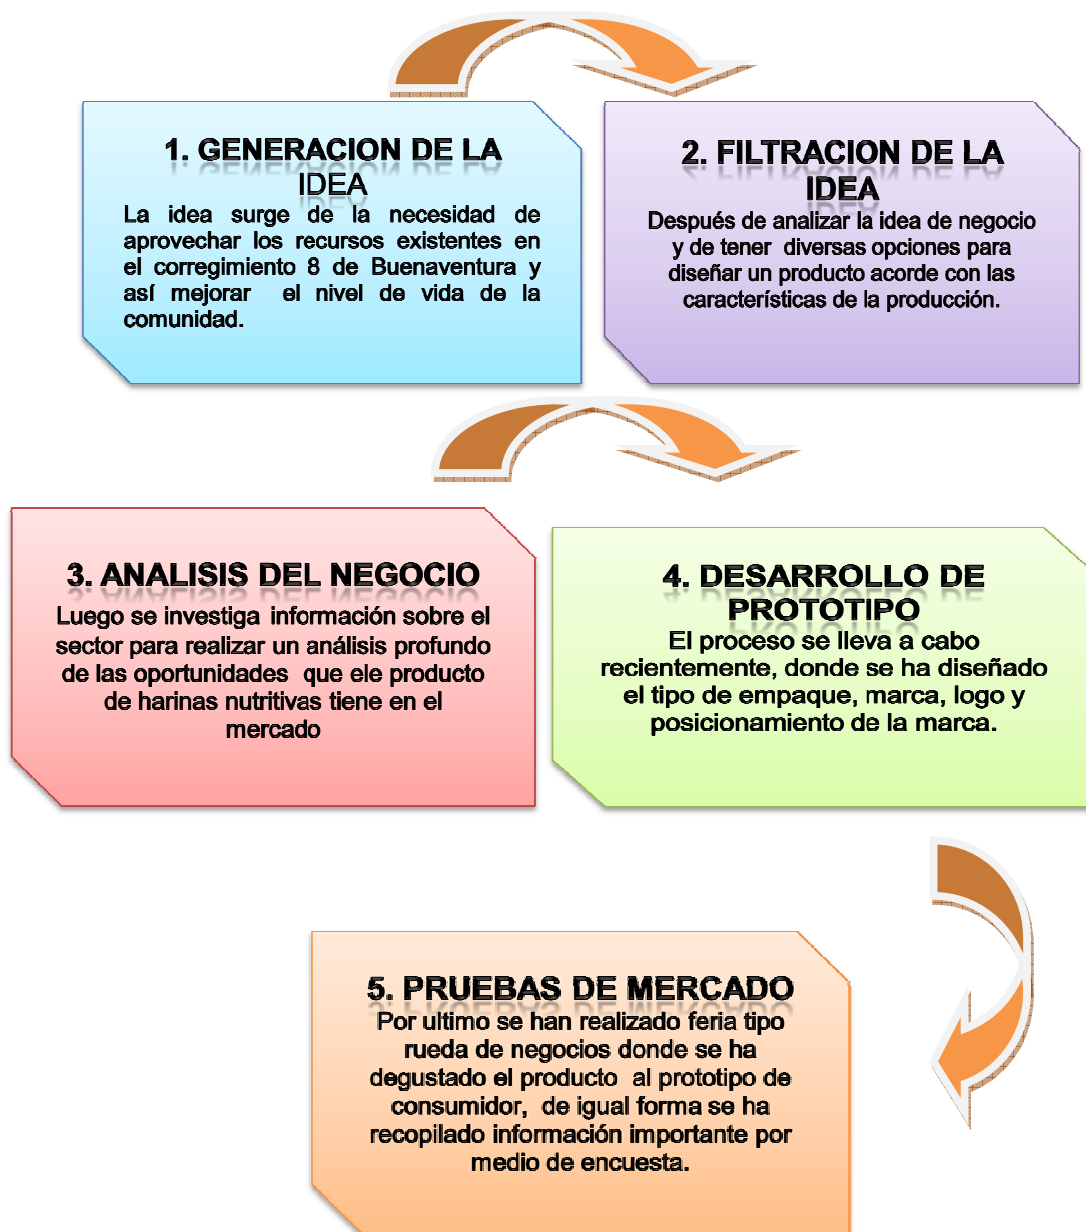 1. GENERACION DE LA
IDEA
La idea surge de la necesidad de
aprovechar los recursos existentes en
el corregimiento 8 de Buenaventura y
así mejorar el nivel de vida de la
comunidad.
2. FILTRACION DE LA
IDEA
Después de analizar la idea de negocio
y de tener diversas opciones para
diseñar un producto acorde con las
características de la producción.
3. ANALISIS DEL NEGOCIO
Luego se investiga información sobre el
sector para realizar un análisis profundo
de las oportunidades que ele producto
de harinas nutritivas tiene en el
mercado
4. DESARROLLO DE
PROTOTIPO
El proceso se lleva a cabo
recientemente, donde se ha diseñado
el tipo de empaque, marca, logo y
posicionamiento de la marca.
5. PRUEBAS DE MERCADO
Por ultimo se han realizado feria tipo
rueda de negocios donde se ha
degustado el producto al prototipo de
consumidor, de igual forma se ha
recopilado información importante por
medio de encuesta.